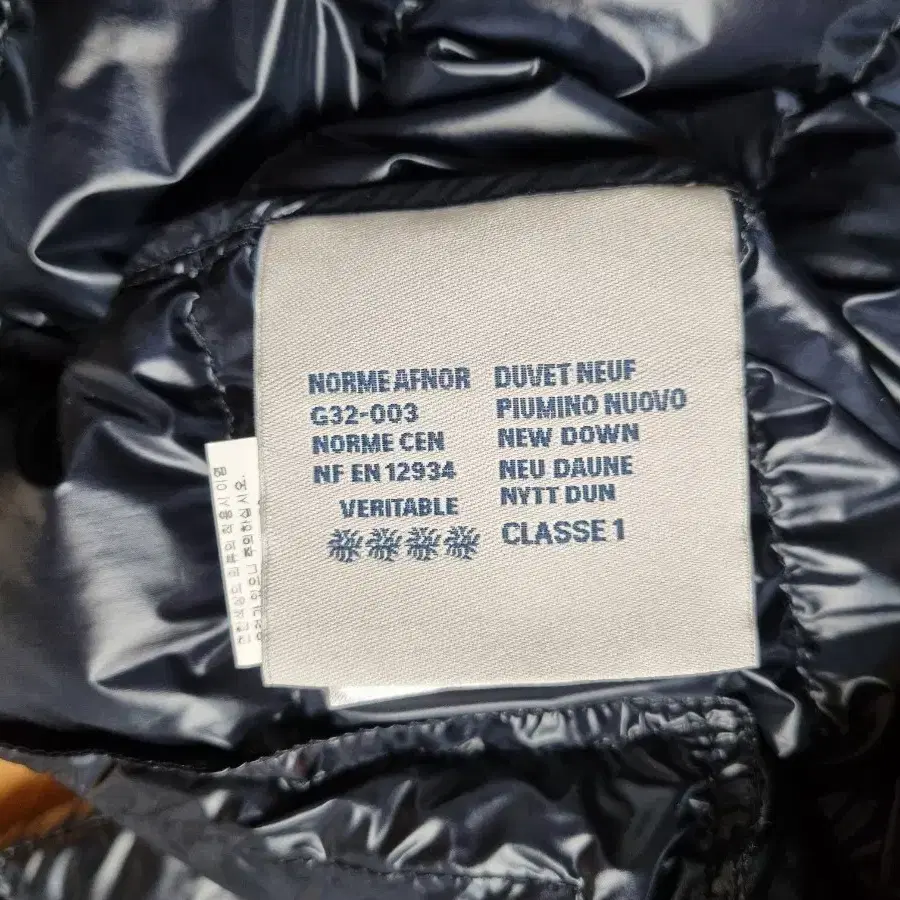 NORME AFNOR
G32-003
NORME CEN
NF EN 12934
VERITABLE
DUVET NEUF
PIUMINO NUOVO
NEW DOWN
NEU DAUNE
NYTT DUN
CLASSE 1